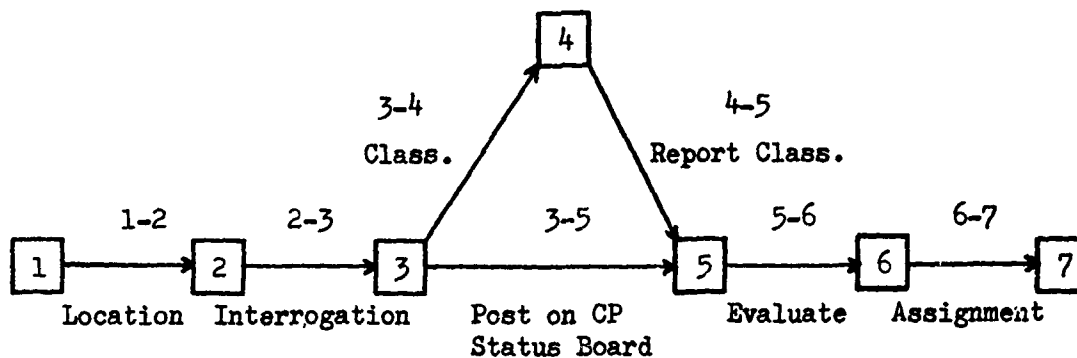 4
3-4
4-5
Class.
Report Class.
1-2
2-3
3-5
5-6
6-7
1
2
3
5
6
7
Location
Interrogation
Post on CP
Status Board
Evaluate
Assignment